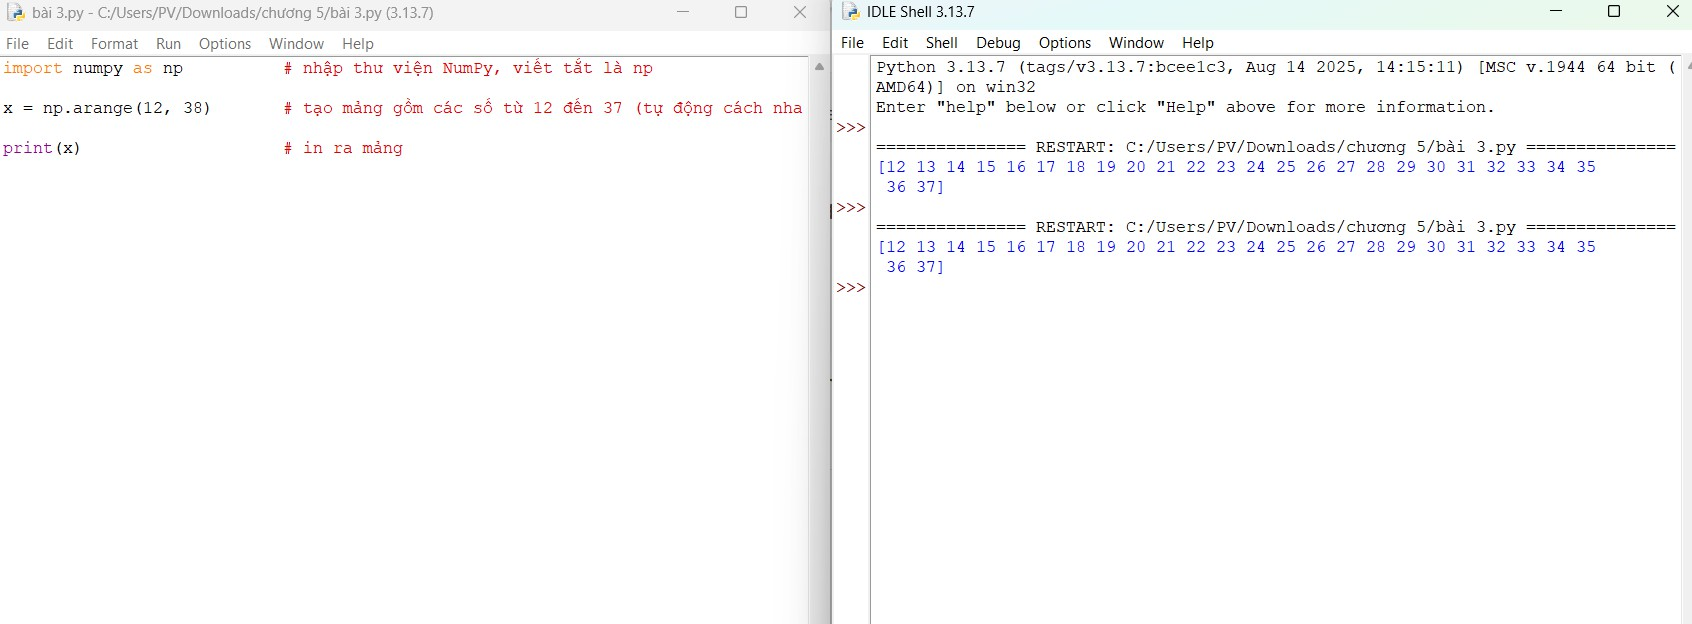 bài 3.py - C:/Users/PV/Downloads/chương 5/bài 3.py (3.13.7)
File Edit Format Run Options Window Help
import numpy as np # nhập thư viện NumPy, viết tắt là np
x = np.arange(12, 38) # tạo mảng gồm các số từ 12 đến 37 (tự động cách nha
print(x) # in ra mảng
IDLE Shell 3.13.7
File Edit Shell Debug Options Window Help
Python 3.13.7 (tags/v3.13.7:bcee1c3, Aug 14 2025, 14:15:11) [MSC v.1944 64 bit (
AMD64)] on win32
Enter "help" below or click "Help" above for more information.
>>>
=============== RESTART: C:/Users/PV/Downloads/chương 5/bài 3.py ===============
[12 13 14 15 16 17 18 19 20 21 22 23 24 25 26 27 28 29 30 31 32 33 34 35
36 37]
>>>
=============== RESTART: C:/Users/PV/Downloads/chương 5/bài 3.py ===============
[12 13 14 15 16 17 18 19 20 21 22 23 24 25 26 27 28 29 30 31 32 33 34 35
36 37]
>>>